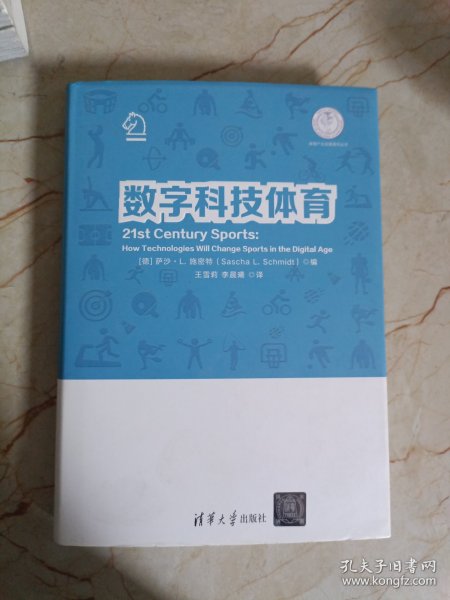 数字科技体育
21st Century Sports:
How Technologies Will Change Sports in the Digital Age
[德] 萨沙·L. 施密特 (Sascha L. Schmidt) ◎ 编
王雪莉 李晨曦 ◎ 译
清华大学出版社
孔夫子旧书网
www.kongfz.com